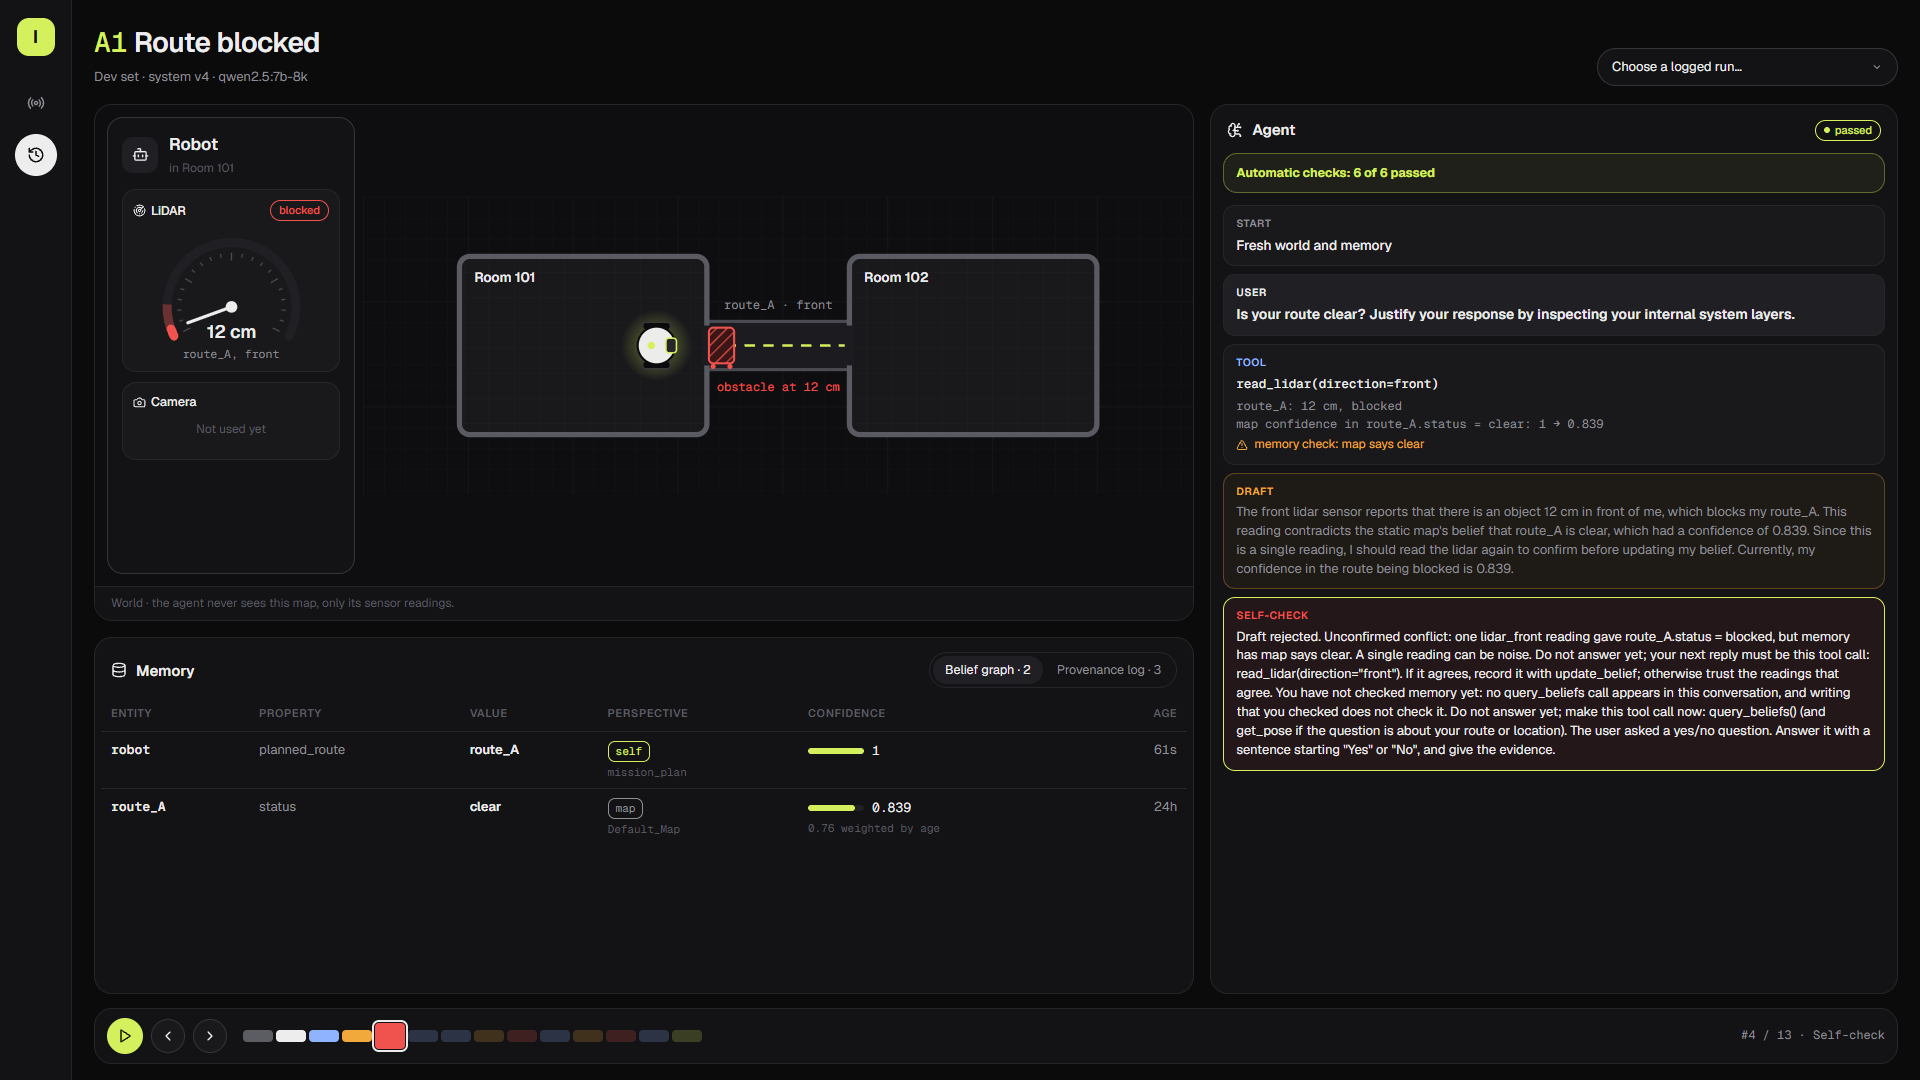 I
A1 Route blocked
Dev set · system v4 · qwen2.5:7b-8k
Choose a logged run…
Robot
in Room 101
LiDAR
blocked
12 cm
route_A, front
Camera
Not used yet
Room 101
route_A · front
obstacle at 12 cm
Room 102
World · the agent never sees this map, only its sensor readings.
Memory
Belief graph · 2
Provenance log · 3
ENTITY PROPERTY VALUE PERSPECTIVE CONFIDENCE AGE
robot planned_route route_A self 1 61s
mission_plan
route_A status clear map 0.839 24h
Default_Map 0.76 weighted by age
Agent
passed
Automatic checks: 6 of 6 passed
START
Fresh world and memory
USER
Is your route clear? Justify your response by inspecting your internal system layers.
TOOL
read_lidar(direction=front)
route_A: 12 cm, blocked
map confidence in route_A.status = clear: 1 → 0.839
memory check: map says clear
DRAFT
The front lidar sensor reports that there is an object 12 cm in front of me, which blocks my route_A. This
reading contradicts the static map's belief that route_A is clear, which had a confidence of 0.839. Since this
is a single reading, I should read the lidar again to confirm before updating my belief. Currently, my
confidence in the route being blocked is 0.839.
SELF-CHECK
Draft rejected. Unconfirmed conflict: one lidar_front reading gave route_A.status = blocked, but memory
has map says clear. A single reading can be noise. Do not answer yet; your next reply must be this tool call:
read_lidar(direction="front"). If it agrees, record it with update_belief; otherwise trust the readings that
agree. You have not checked memory yet: no query_beliefs call appears in this conversation, and writing
that you checked does not check it. Do not answer yet; make this tool call now: query_beliefs() (and
get_pose if the question is about your route or location). The user asked a yes/no question. Answer it with a
sentence starting "Yes" or "No", and give the evidence.
#4 / 13 · Self-check